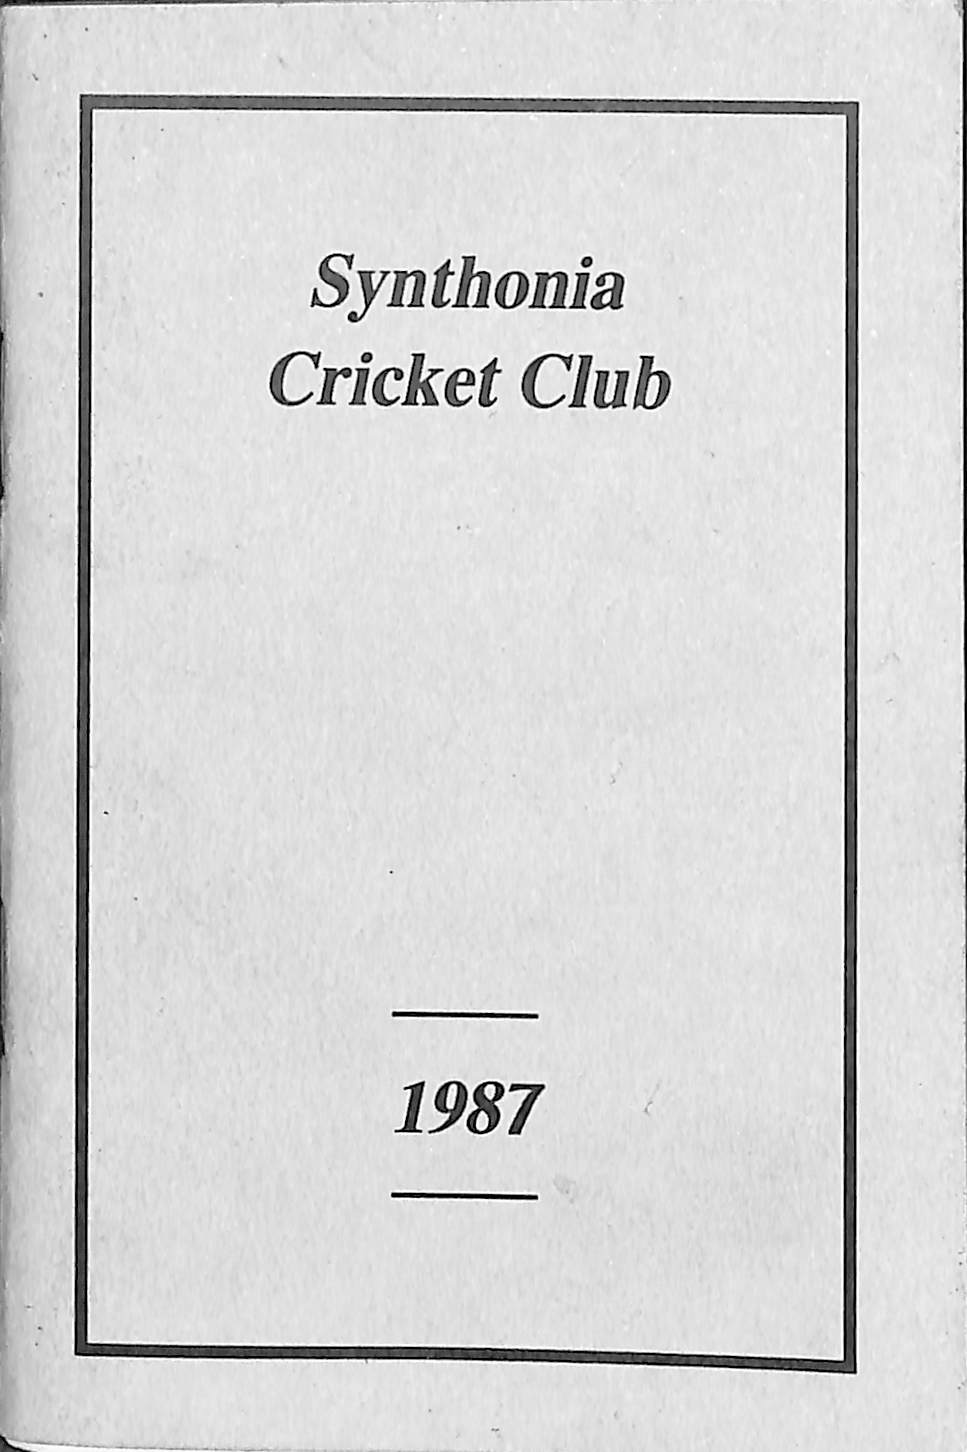 Synthonia
Cricket Club
1987